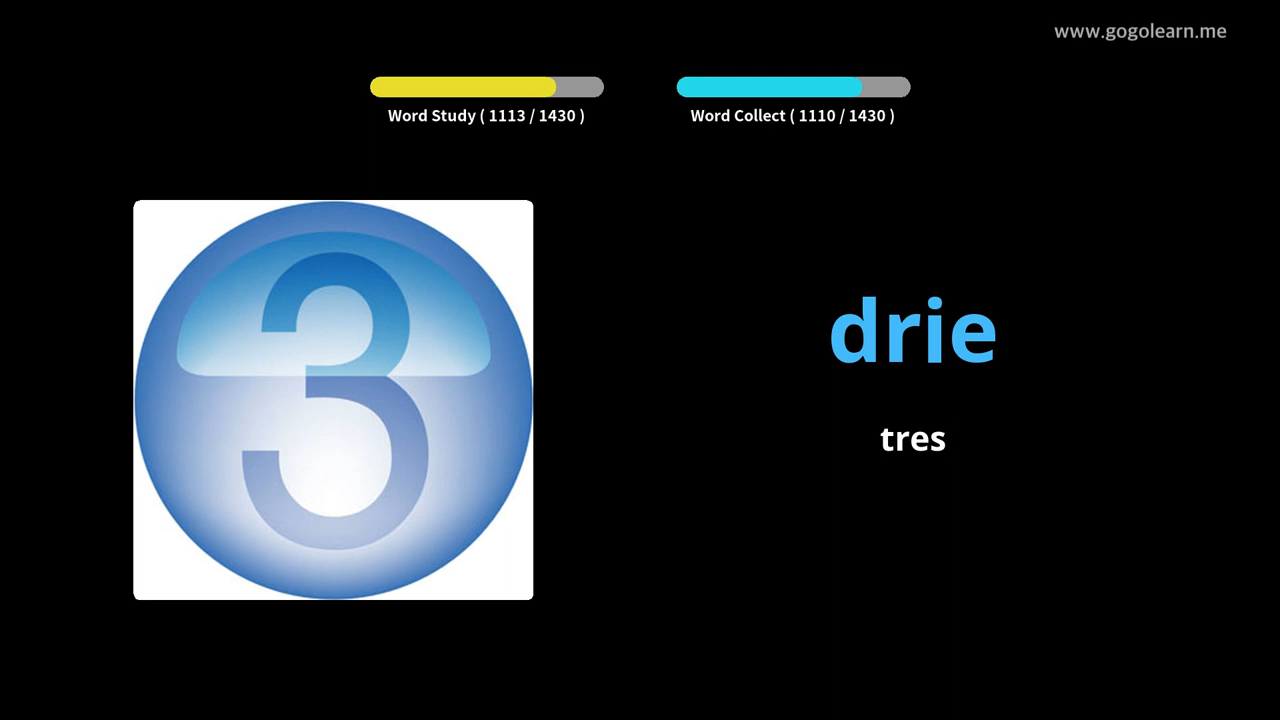 www.gogolearn.me
Word Study ( 1113 / 1430 )
Word Collect ( 1110 / 1430 )
3
drie
tres